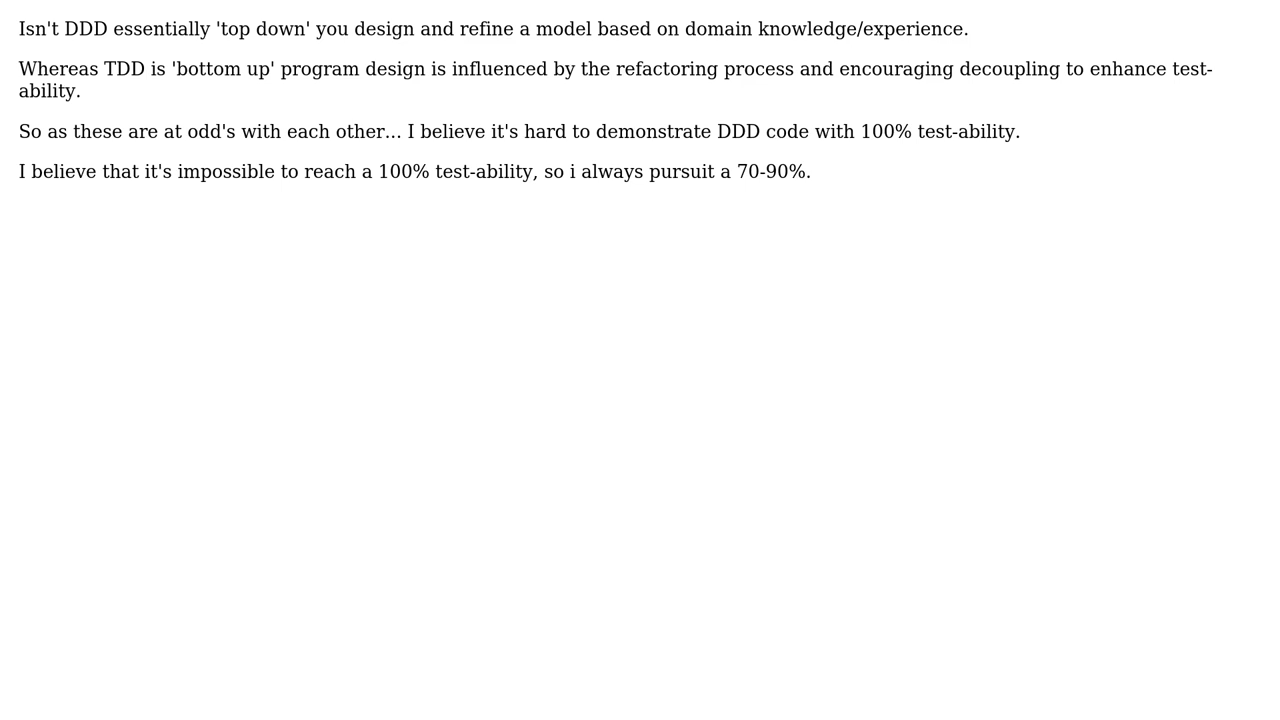 Isn't DDD essentially 'top down' you design and refine a model based on domain knowledge/experience.
Whereas TDD is 'bottom up' program design is influenced by the refactoring process and encouraging decoupling to enhance test-
ability.
So as these are at odd's with each other... I believe it's hard to demonstrate DDD code with 100% test-ability.
I believe that it's impossible to reach a 100% test-ability, so i always pursuit a 70-90%.